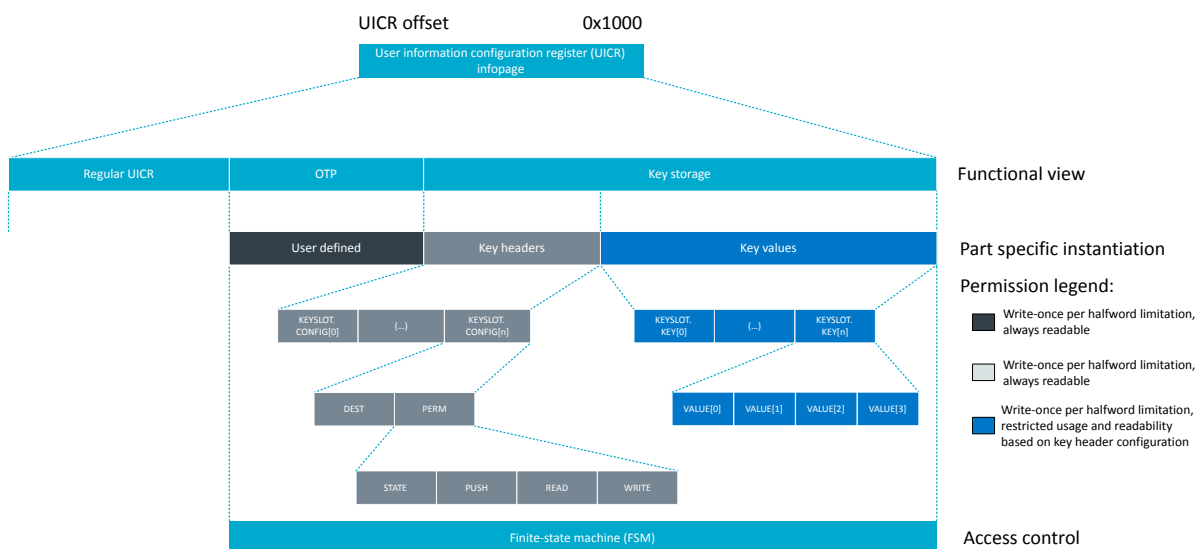 UICR offset 0x1000
User information configuration register (UICR)
infopage
Regular UICR OTP Key storage Functional view
User defined Key headers Key values Part specific instantiation
Permission legend:
KEYSLOT.
CONFIG[0]
(...)
KEYSLOT.
CONFIG[n]
KEYSLOT.
KEY[0]
(...)
KEYSLOT.
KEY[n]
Write-once per halfword limitation,
always readable
Write-once per halfword limitation,
always readable
DEST PERM VALUE[0] VALUE[1] VALUE[2] VALUE[3]
Write-once per halfword limitation,
restricted usage and readability
based on key header configuration
STATE PUSH READ WRITE
Finite-state machine (FSM) Access control